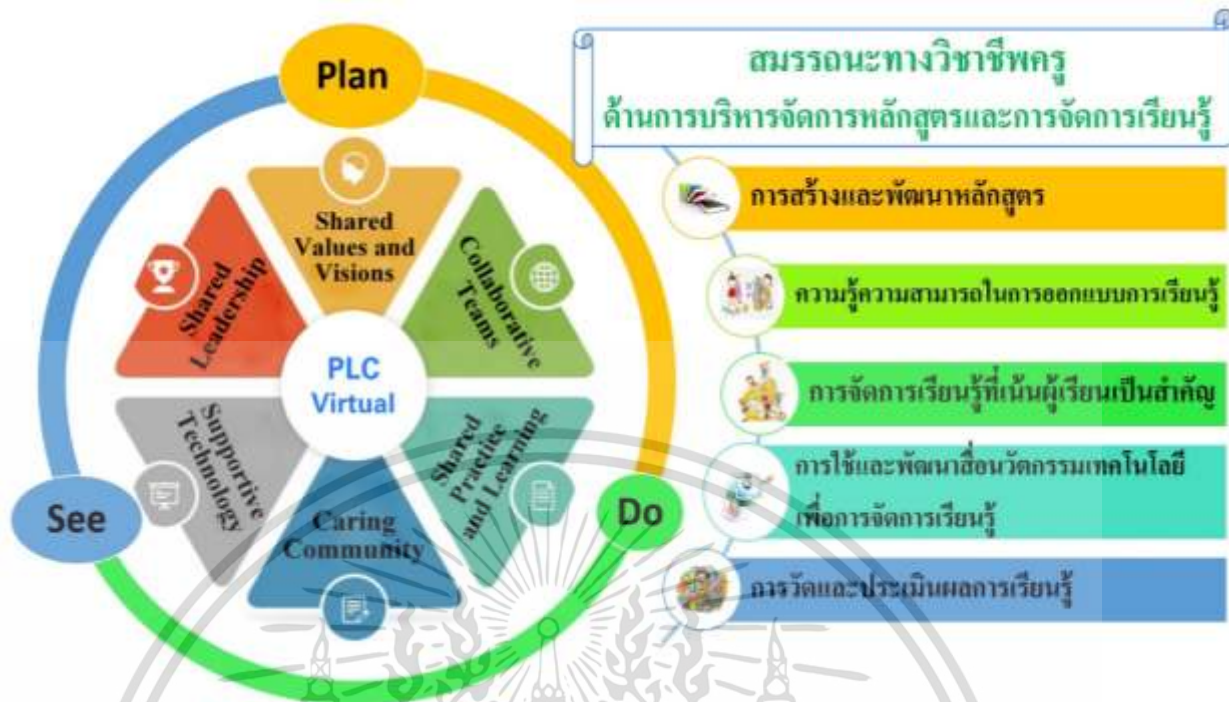 Plan
สมรรถนะทางวิชาชีพครู
ด้านการบริหารจัดการหลักสูตรและการจัดการเรียนรู้
Shared
Values and
Visions
Collaborative
Teams
Shared
Practice
and Learning
Caring
Community
Supportive
Technology
Shared
Leadership
PLC
Virtual
See
Do
การสร้างและพัฒนาหลักสูตร
ความรู้ความสามารถในการออกแบบการเรียนรู้
การจัดการเรียนรู้ที่เน้นผู้เรียนเป็นสำคัญ
การใช้และพัฒนาสื่อนวัตกรรมเทคโนโลยี
เพื่อการจัดการเรียนรู้
การวัดและประเมินผลการเรียนรู้